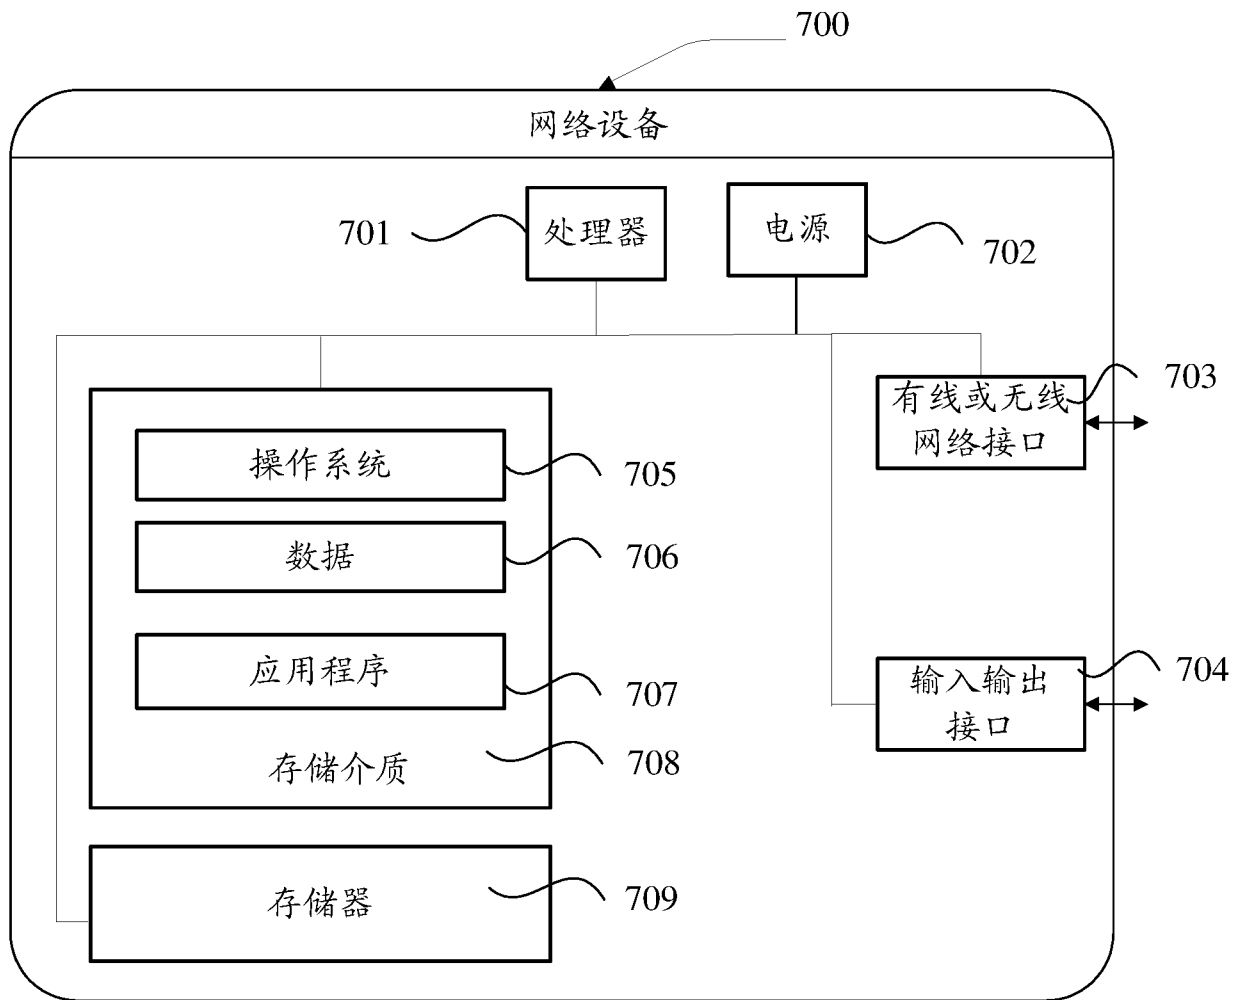 700
网络设备
701
处理器
电源
702
有线或无线
网络接口
703
操作系统
705
数据
706
应用程序
707
输入输出
接口
704
存储介质
708
存储器
709